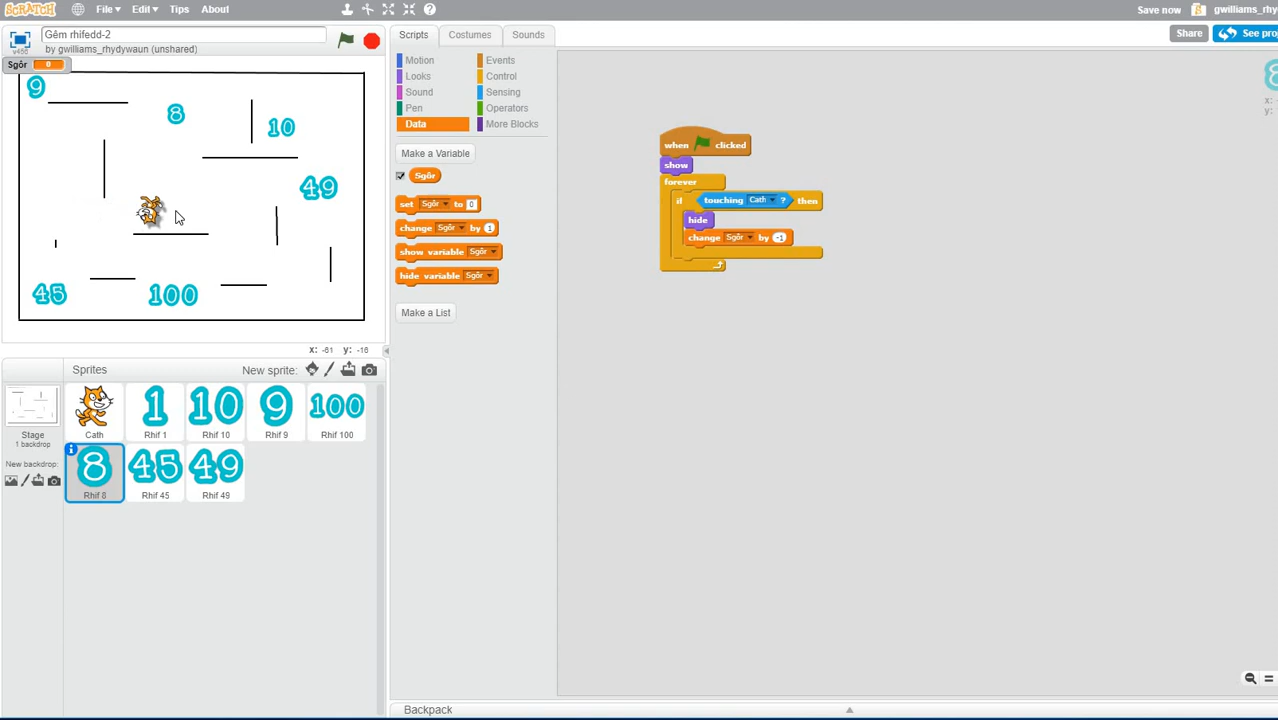 SCRATCH File Edit Tips About Save now gwilliams_rhy
v456 Gêm rhifedd-2
by gwilliams_rhydywaun (unshared)
Scripts Costumes Sounds Share See proj
Sgôr 0
9
8
10
49
45
100
x: -61 y: -16
Motion Events
Looks Control
Sound Sensing
Pen Operators
Data More Blocks
Make a Variable
Sgôr
set Sgôr to 0
change Sgôr by 1
show variable Sgôr
hide variable Sgôr
Make a List
when clicked
show
forever
if touching Cath ? then
hide
change Sgôr by -1
8
x:
y:
Sprites New sprite:
Stage
1 backdrop
New backdrop:
Cath
1 Rhif 1
10 Rhif 10
9 Rhif 9
100 Rhif 100
8 Rhif 8
45 Rhif 45
49 Rhif 49
Backpack